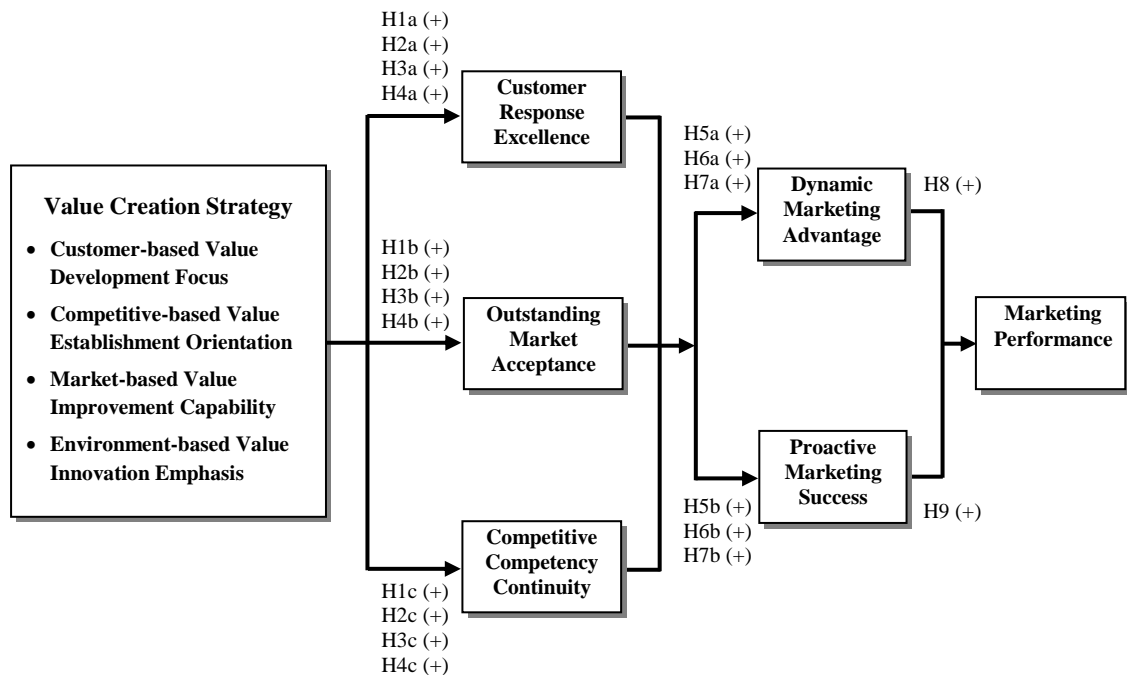 H1a (+)
H2a (+)
H3a (+)
H4a (+)
Customer
Response
Excellence
H5a (+)
H6a (+)
H7a (+)
Dynamic
Marketing
Advantage
H8 (+)
Value Creation Strategy
• Customer-based Value
Development Focus
• Competitive-based Value
Establishment Orientation
• Market-based Value
Improvement Capability
• Environment-based Value
Innovation Emphasis
H1b (+)
H2b (+)
H3b (+)
H4b (+)
Outstanding
Market
Acceptance
Marketing
Performance
Proactive
Marketing
Success
H5b (+)
H6b (+)
H7b (+)
H9 (+)
Competitive
Competency
Continuity
H1c (+)
H2c (+)
H3c (+)
H4c (+)